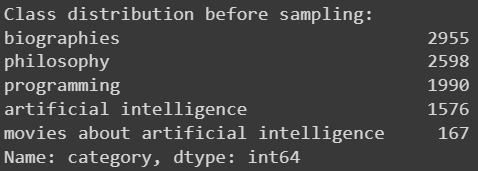 Class distribution before sampling:
biographies 2955
philosophy 2598
programming 1990
artificial intelligence 1576
movies about artificial intelligence 167
Name: category, dtype: int64